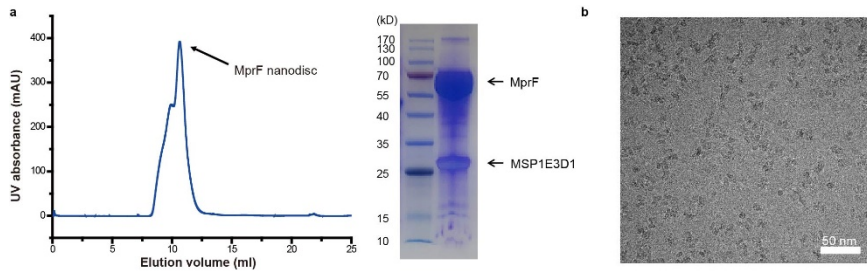 a
b
400
300
200
100
0
UV absorbance (mAU)
MprF nanodisc
0
5
10
15
20
25
Elution volume (ml)
(kD)
170
130
100
70
55
40
35
25
15
10
MprF
MSP1E3D1
50 nm